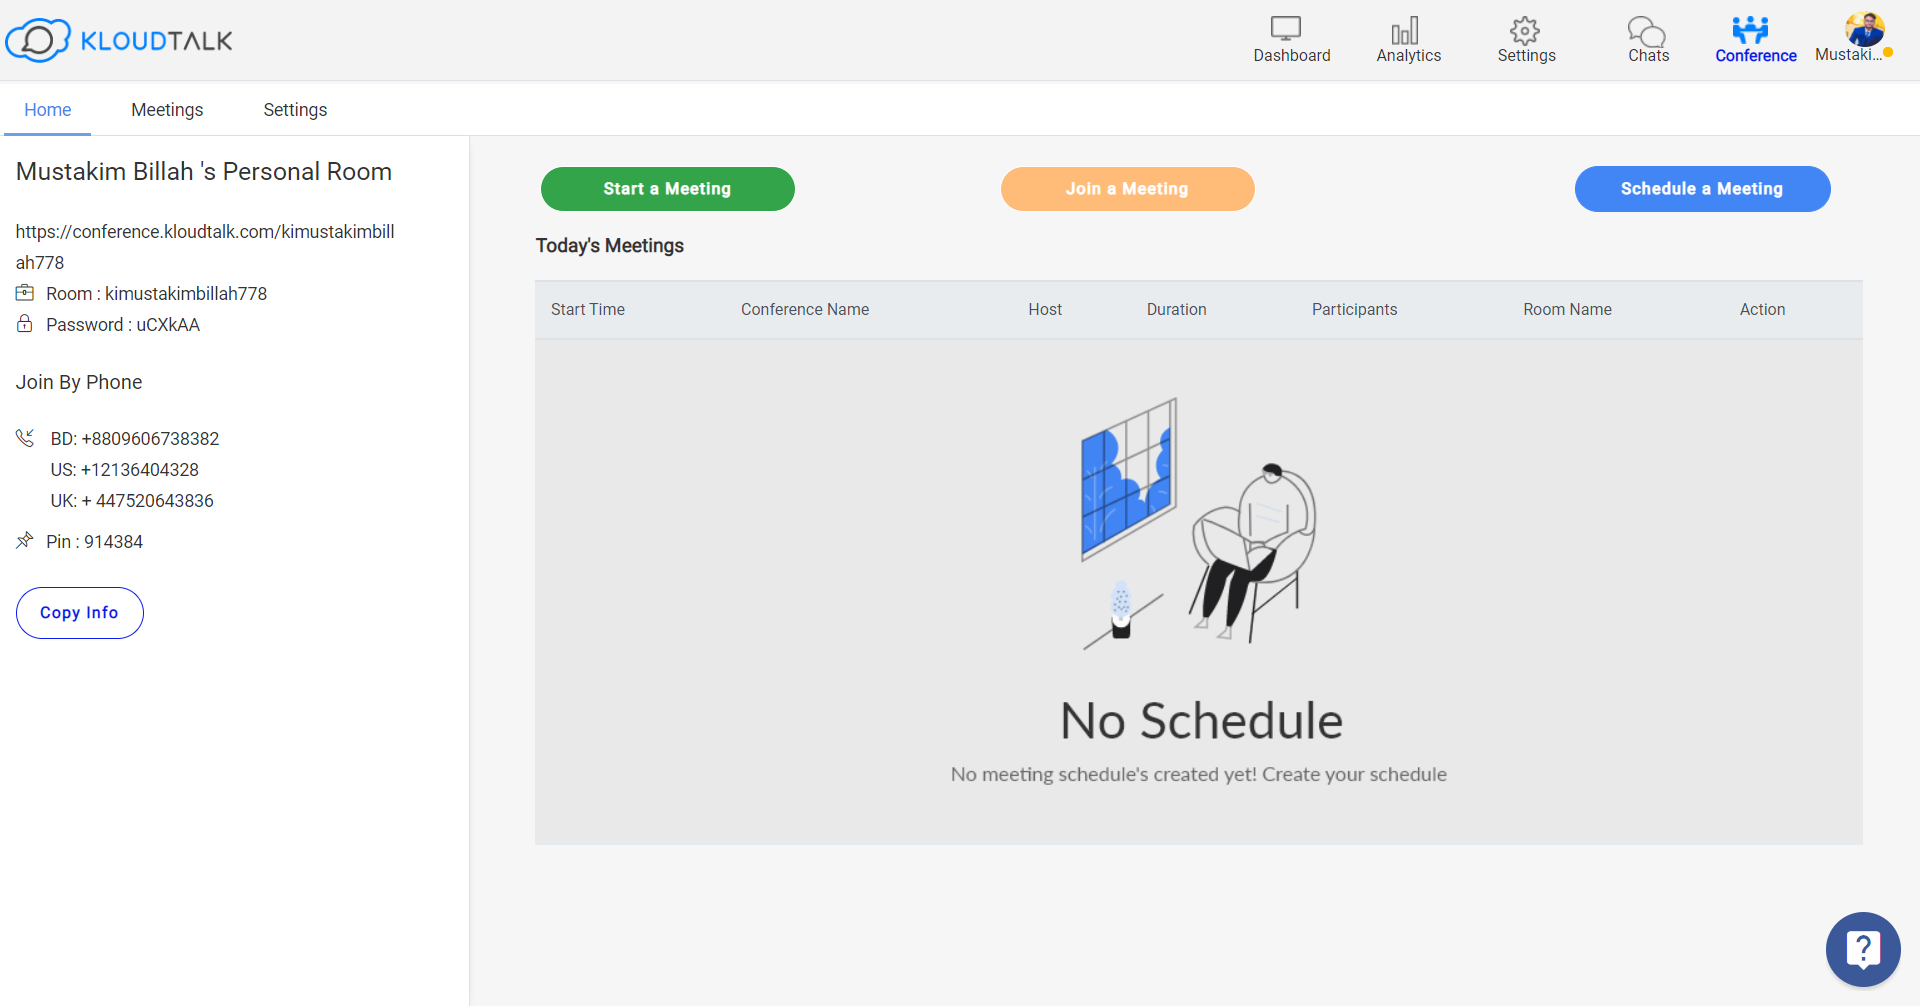 KLOUDTALK
Dashboard
Analytics
Settings
Chats
Conference
Mustaki...
Home
Meetings
Settings
Mustakim Billah 's Personal Room
https://conference.kloudtalk.com/kimustakimbill
ah778
Room : kimustakimbillah778
Password : uCXkAA
Join By Phone
BD: +8809606738382
US: +12136404328
UK: + 447520643836
Pin : 914384
Copy Info
Start a Meeting
Join a Meeting
Schedule a Meeting
Today's Meetings
Start Time
Conference Name
Host
Duration
Participants
Room Name
Action
No Schedule
No meeting schedule's created yet! Create your schedule